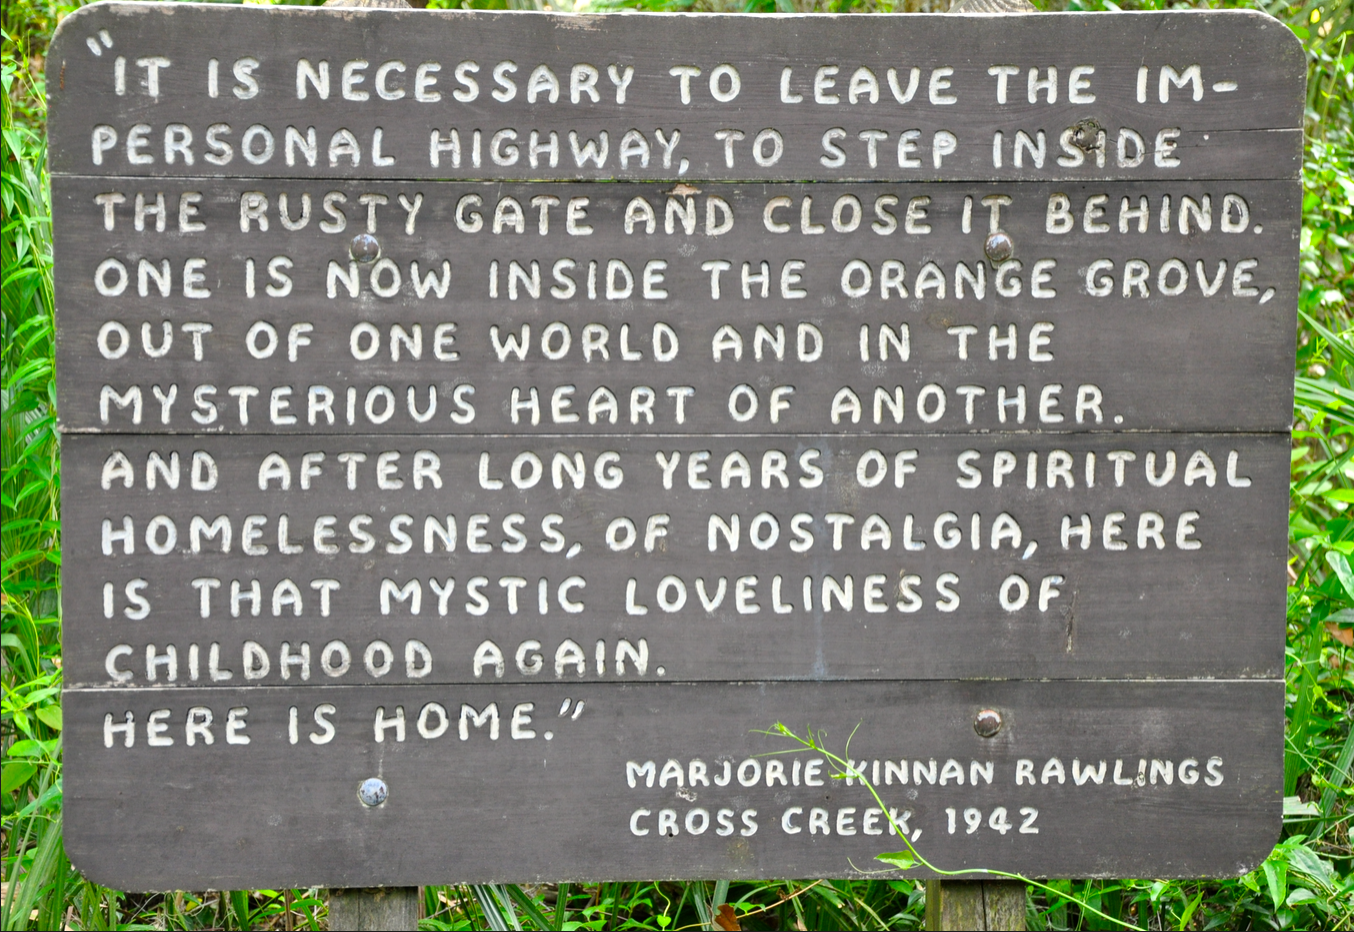 "IT IS NECESSARY TO LEAVE THE IM-
PERSONAL HIGHWAY, TO STEP INSIDE
THE RUSTY GATE AND CLOSE IT BEHIND.
ONE IS NOW INSIDE THE ORANGE GROVE,
OUT OF ONE WORLD AND IN THE
MYSTERIOUS HEART OF ANOTHER.
AND AFTER LONG YEARS OF SPIRITUAL
HOMELESSNESS, OF NOSTALGIA, HERE
IS THAT MYSTIC LOVELINESS OF
CHILDHOOD AGAIN.
HERE IS HOME."
MARJORIE KINNAN RAWLINGS
CROSS CREEK, 1942